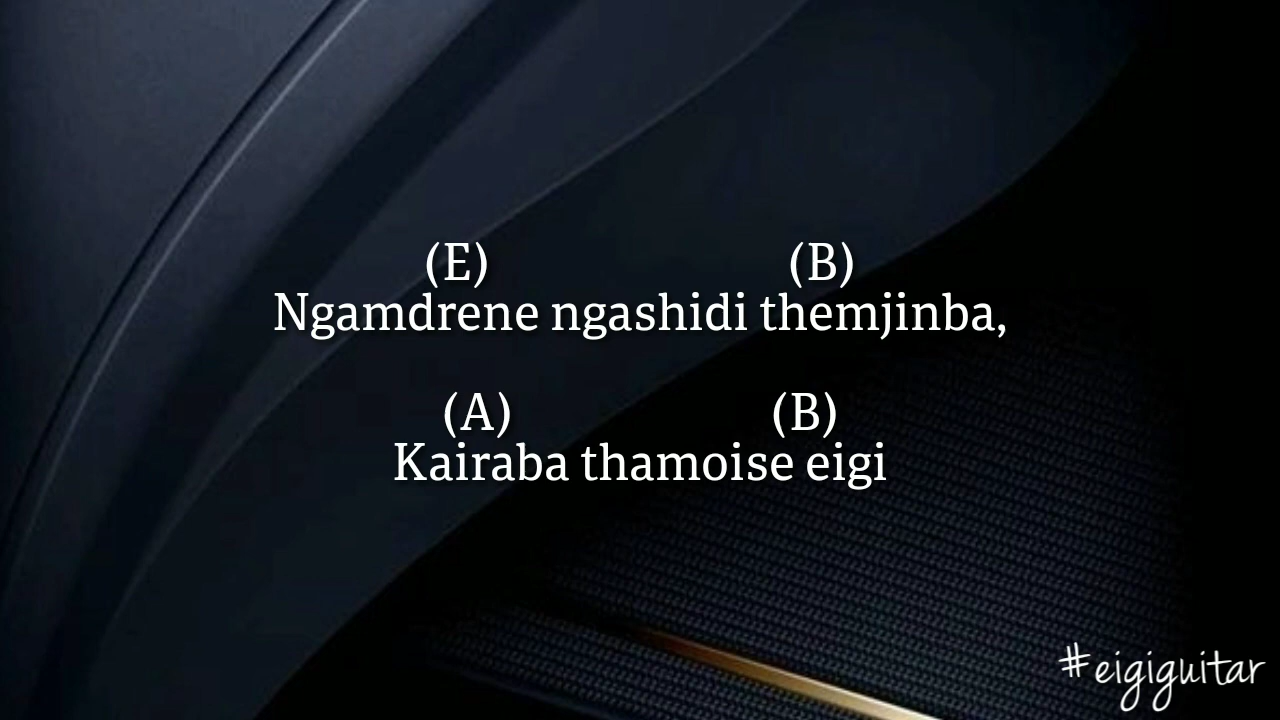 (E) (B)
Ngamdrene ngashidi themjinba,
(A) (B)
Kairaba thamoise eigi
#eigiguitar